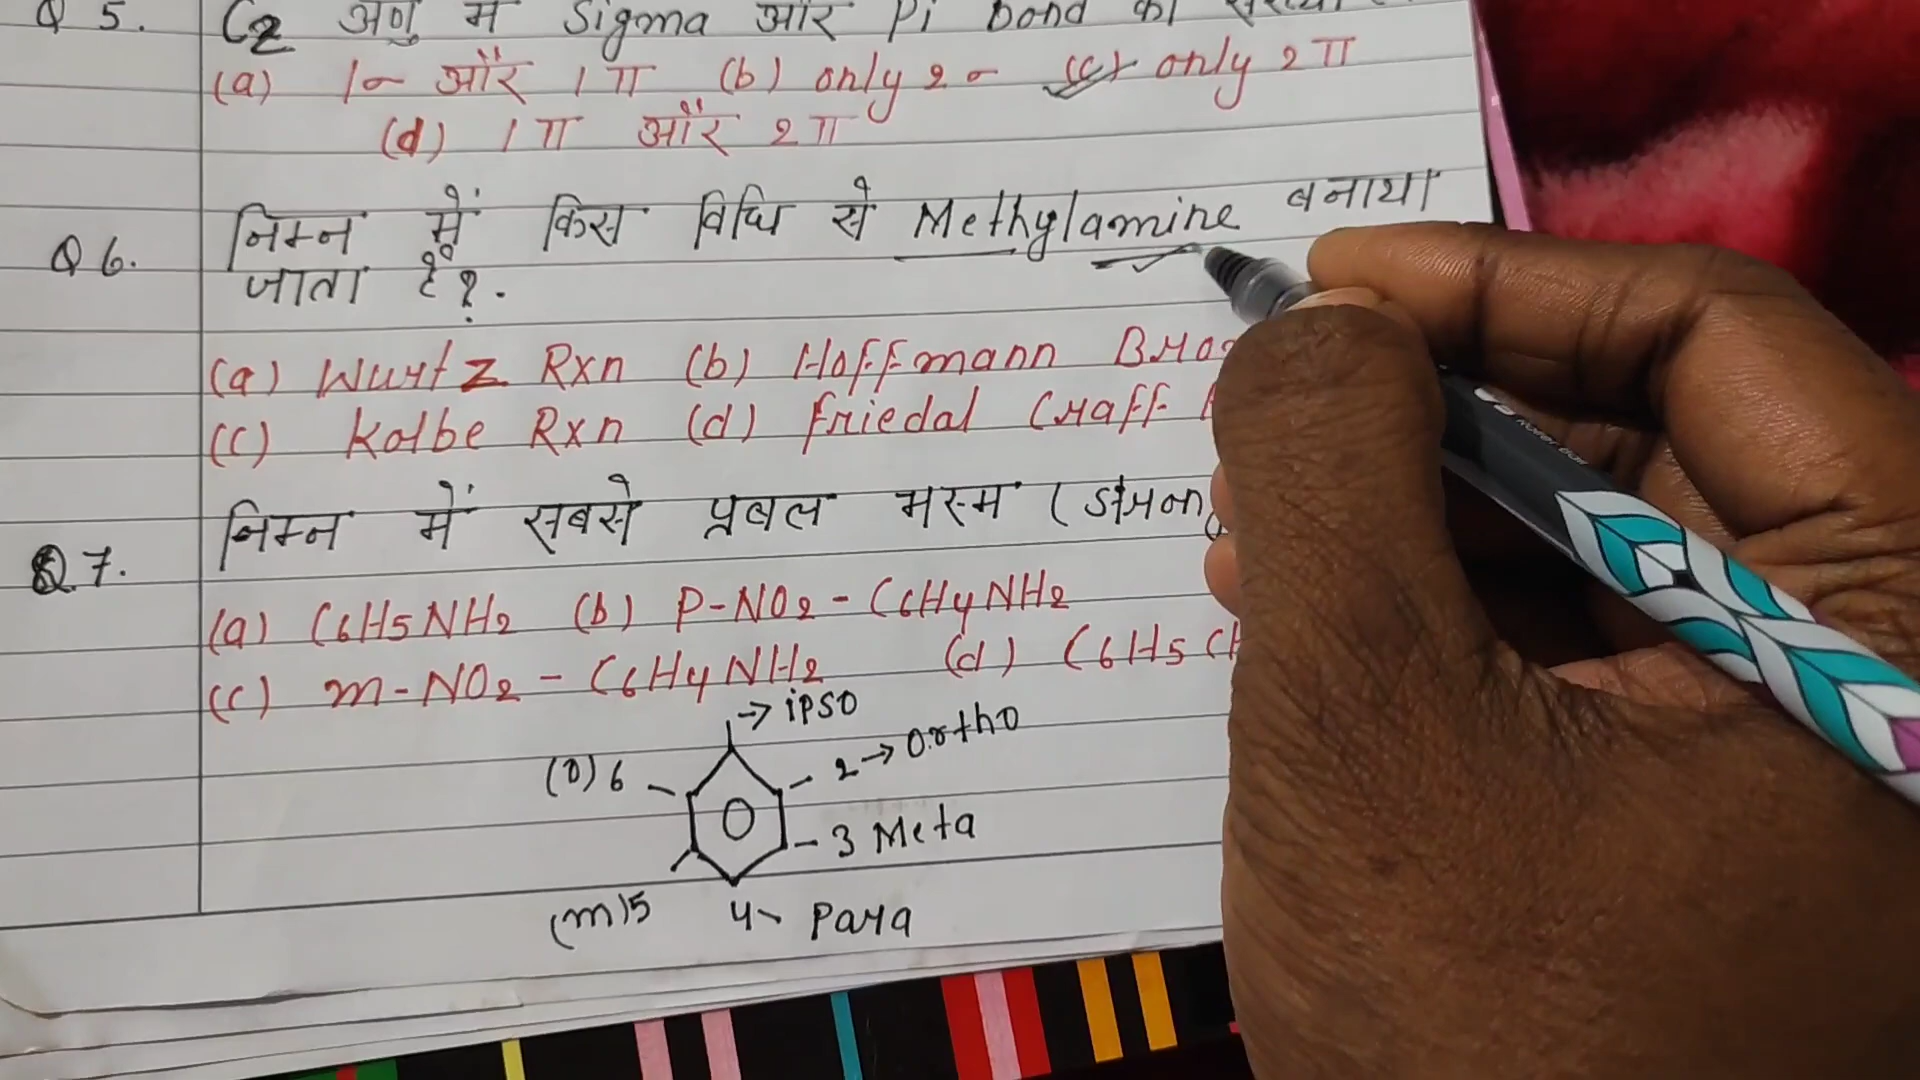 Q 5. C2 अणु में Sigma और Pi bond की
(a) 1σ और 1π (b) only 2σ (c) only 2π
(d) 1π और 2π
Q 6. निम्न में किस विधि से Methylamine बनाया
जाता है?.
(a) Wurtz Rxn (b) Hoffmann
(c) Kolbe Rxn (d) Friedal Craff
Q 7. निम्न में सबसे प्रबल भस्म
(a) C6H5NH2 (b) P-NO2-C6H4NH2
(c) m-NO2-C6H4NH2 (d) C6H5
→ ipso
(o) 6 2→ Ortho
3 Meta
(m)5 4- Para